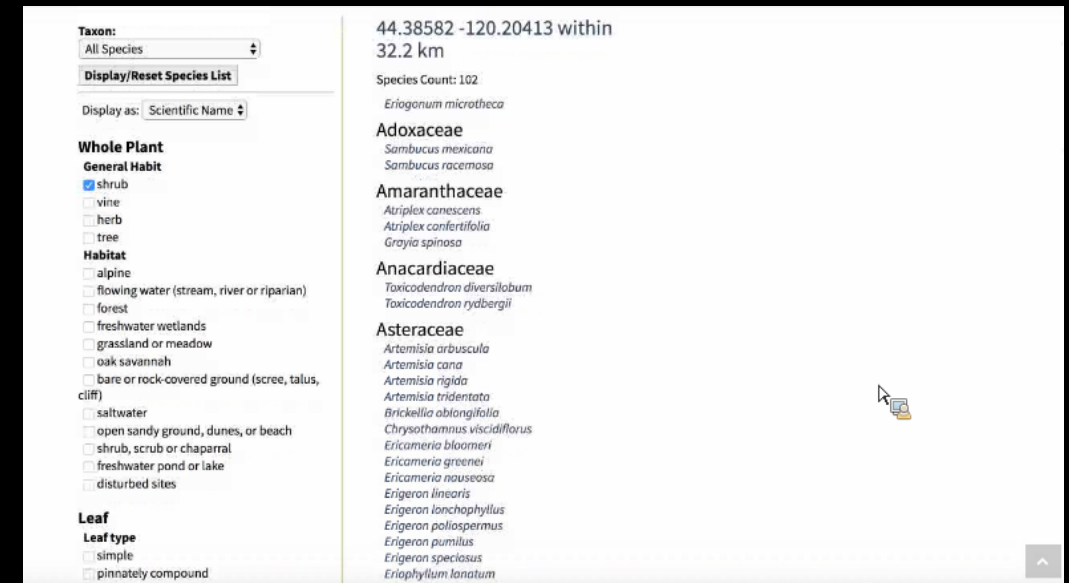 Taxon:
All Species
Display/Reset Species List
Display as: Scientific Name
Whole Plant
General Habit
shrub
vine
herb
tree
Habitat
alpine
flowing water (stream, river or riparian)
forest
freshwater wetlands
grassland or meadow
oak savannah
bare or rock-covered ground (scree, talus,
cliff)
saltwater
open sandy ground, dunes, or beach
shrub, scrub or chaparral
freshwater pond or lake
disturbed sites
Leaf
Leaf type
simple
pinnately compound
44.38582 -120.20413 within
32.2 km
Species Count: 102
Eriogonum microtheca
Adoxaceae
Sambucus mexicana
Sambucus racemosa
Amaranthaceae
Atriplex canescens
Atriplex confertifolia
Grayia spinosa
Anacardiaceae
Toxicodendron diversilobum
Toxicodendron rydbergii
Asteraceae
Artemisia arbuscula
Artemisia cana
Artemisia rigida
Artemisia tridentata
Brickellia oblongifolia
Chrysothamnus viscidiflorus
Ericameria bloomeri
Ericameria greenei
Ericameria nauseosa
Erigeron linearis
Erigeron lonchophyllus
Erigeron poliospermus
Erigeron pumilus
Erigeron speciosus
Eriophyllum lanatum